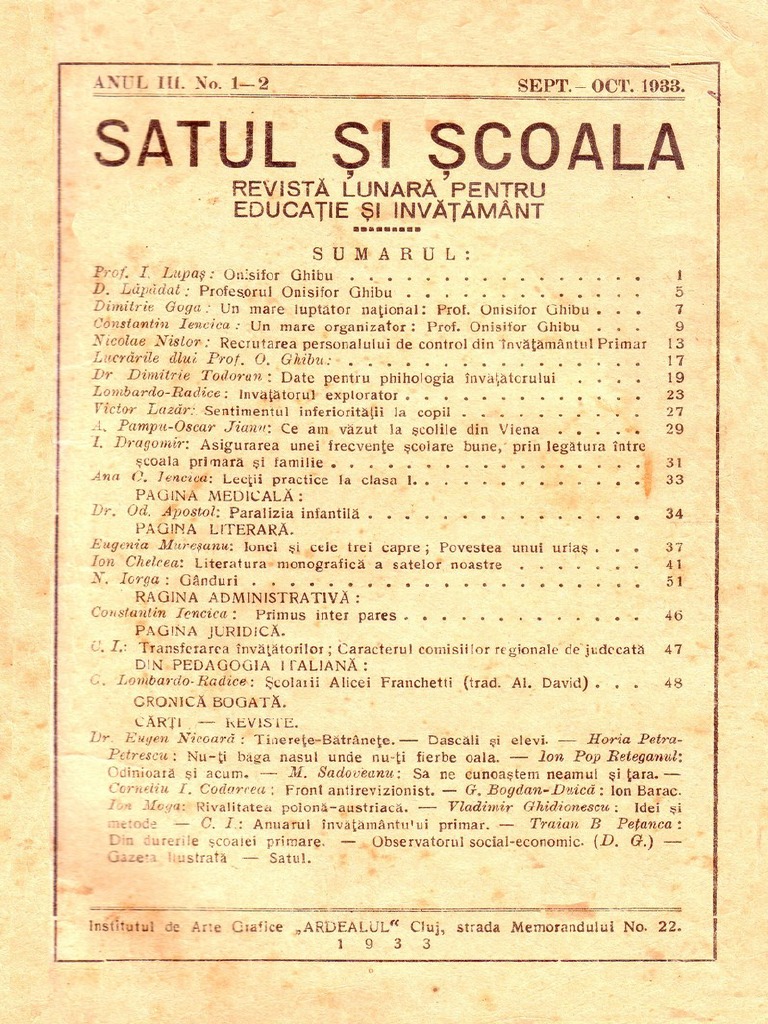 ANUL III. No. 1—2 SEPT.—OCT. 1933.
SATUL ȘI ȘCOALA
REVISTĂ LUNARĂ PENTRU
EDUCAȚIE ȘI INVĂȚĂMÂNT
SUMARUL:
Prof. I. Lupaș: Onisifor Ghibu . . . . . . . . . . . . . . . . 1
D. Lăpădat: Profesorul Onisifor Ghibu . . . . . . . . . . . . . 5
Dimitrie Goga: Un mare luptător național: Prof. Onisifor Ghibu . . . 7
Constantin Iencica: Un mare organizator: Prof. Onisifor Ghibu . . . 9
Nicolae Nistor: Recrutarea personalului de control din învățământul Primar 13
Lucrările dlui Prof. O. Ghibu: . . . . . . . . . . . . . . . . 17
Dr Dimitrie Todoran: Date pentru phihologia învățătorului . . . . 19
Lombardo-Radice: Invățătorul explorator . . . . . . . . . . . . 23
Victor Lazăr: Sentimentul inferiorității la copil . . . . . . . . . 27
A. Pampu-Oscar Jianu: Ce am văzut la școlile din Viena . . . . . 29
I. Dragomir: Asigurarea unei frecvențe școlare bune, prin legătura între
școala primară și familie . . . . . . . . . . . . . . . . 31
Ana C. Iencica: Lecții practice la clasa I. . . . . . . . . . . . 33
PAGINA MEDICALĂ:
Dr. Od. Apostol: Paralizia infantilă . . . . . . . . . . . . . . 34
PAGINA LITERARĂ.
Eugenia Mureșanu: Ionel și cele trei capre; Povestea unui uriaș . . . 37
Ion Chelcea: Literatura monografică a satelor noastre . . . . . . . 41
N. Iorga: Gânduri . . . . . . . . . . . . . . . . . . . . 51
RAGINA ADMINISTRATIVĂ:
Constantin Iencica: Primus inter pares . . . . . . . . . . . . 46
PAGINA JURIDICĂ.
C. I.: Transferarea învățătorilor; Caracterul comisiilor regionale de judecată 47
DIN PEDAGOGIA ITALIANĂ:
G. Lombardo-Radice: Școlarii Alicei Franchetti (trad. Al. David) . . . 48
CRONICĂ BOGATĂ.
CĂRȚI — REVISTE.
Dr. Eugen Nicoară: Tinerețe-Bătrânețe. — Dascăli și elevi. — Horia Petra-
Petrescu: Nu-ți băga nasul unde nu-ți fierbe oala. — Ion Pop Reteganul:
Odinioară și acum. — M. Sadoveanu: Sa ne cunoaștem neamul și țara. —
Corneliu I. Codarcea: Front antirevizionist. — G. Bogdan-Duică: Ion Barac.
Ion Moga: Rivalitatea polonă-austriacă. — Vladimir Ghidionescu: Idei și
metode — C. I.: Anuarul învățământului primar. — Traian B Pețanca:
Din durerile școalei primare. — Observatorul social-economic. (D. G.) —
Gazeta Ilustrată — Satul.
Institutul de Arte Grafice „ARDEALUL“ Cluj, strada Memorandului No. 22.
1 9 3 3